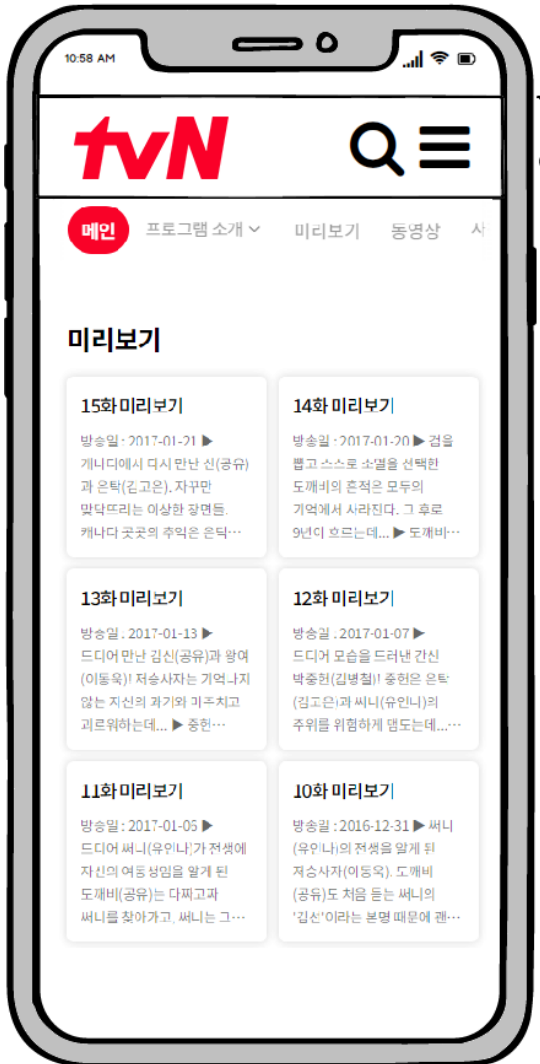 10:58 AM
tvN
메인 프로그램 소개 미리보기 동영상 사
미리보기
15화 미리보기
방송일 : 2017-01-21 ▶
캐나다에서 다시 만난 신(공유)
과 은탁(김고은). 자꾸만
맞닥뜨리는 이상한 장면들.
캐나다 곳곳의 추억은 은탁…
14화 미리보기
방송일 : 2017-01-20 ▶ 검을
뽑고 스스로 소멸을 선택한
도깨비의 흔적은 모두의
기억에서 사라진다. 그 후로
9년이 흐르는데... ▶ 도깨비…
13화 미리보기
방송일 : 2017-01-13 ▶
드디어 만난 김신(공유)과 왕여
(이동욱)! 저승사자는 기억나지
않는 자신의 과거와 마주치고
괴로워하는데... ▶ 중헌…
12화 미리보기
방송일 : 2017-01-07 ▶
드디어 모습을 드러낸 간신
박중헌(김병철)! 중헌은 은탁
(김고은)과 써니(유인나)의
주위를 위험하게 맴도는데...…
11화 미리보기
방송일 : 2017-01-06 ▶
드디어 써니(유인나)가 전생에
자신의 여동생임을 알게 된
도깨비(공유)는 다짜고짜
써니를 찾아가고, 써니는 그…
10화 미리보기
방송일 : 2016-12-31 ▶ 써니
(유인나)의 전생을 알게 된
저승사자(이동욱). 도깨비
(공유)도 처음 듣는 써니의
'김선'이라는 본명 때문에 괜…